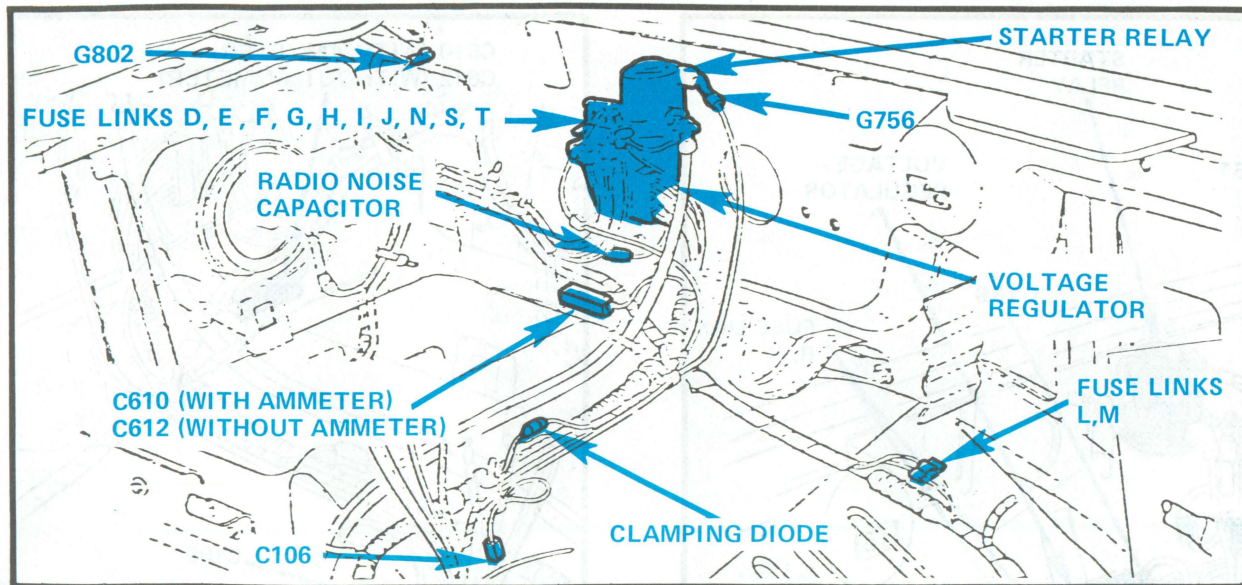 G802
STARTER RELAY
FUSE LINKS D, E, F, G, H, I, J, N, S, T
G756
RADIO NOISE
CAPACITOR
VOLTAGE
REGULATOR
C610 (WITH AMMETER)
C612 (WITHOUT AMMETER)
FUSE LINKS
L,M
CLAMPING DIODE
C106